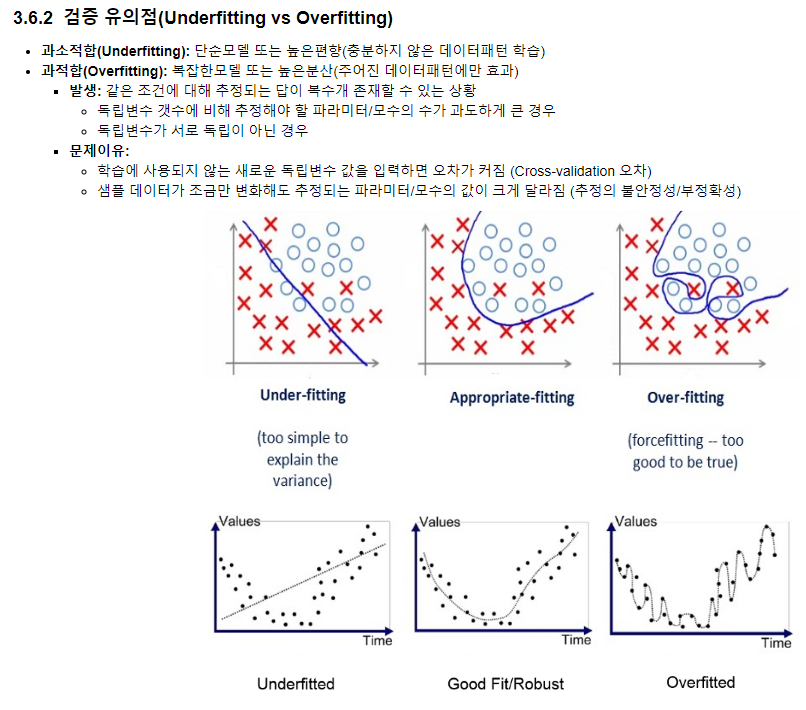 3.6.2 검증 유의점(Underfitting vs Overfitting)
과소적합(Underfitting): 단순모델 또는 높은편향(충분하지 않은 데이터패턴 학습)
과적합(Overfitting): 복잡한모델 또는 높은분산(주어진 데이터패턴에만 효과)
발생: 같은 조건에 대해 추정되는 답이 복수개 존재할 수 있는 상황
독립변수 갯수에 비해 추정해야 할 파라미터/모수의 수가 과도하게 큰 경우
독립변수가 서로 독립이 아닌 경우
문제이유:
학습에 사용되지 않는 새로운 독립변수 값을 입력하면 오차가 커짐 (Cross-validation 오차)
샘플 데이터가 조금만 변화해도 추정되는 파라미터/모수의 값이 크게 달라짐 (추정의 불안정성/부정확성)
Under-fitting
Appropriate-fitting
Over-fitting
(too simple to
explain the
variance)
(forcefitting -- too
good to be true)
Values
Values
Values
Time
Time
Time
Underfitted
Good Fit/Robust
Overfitted